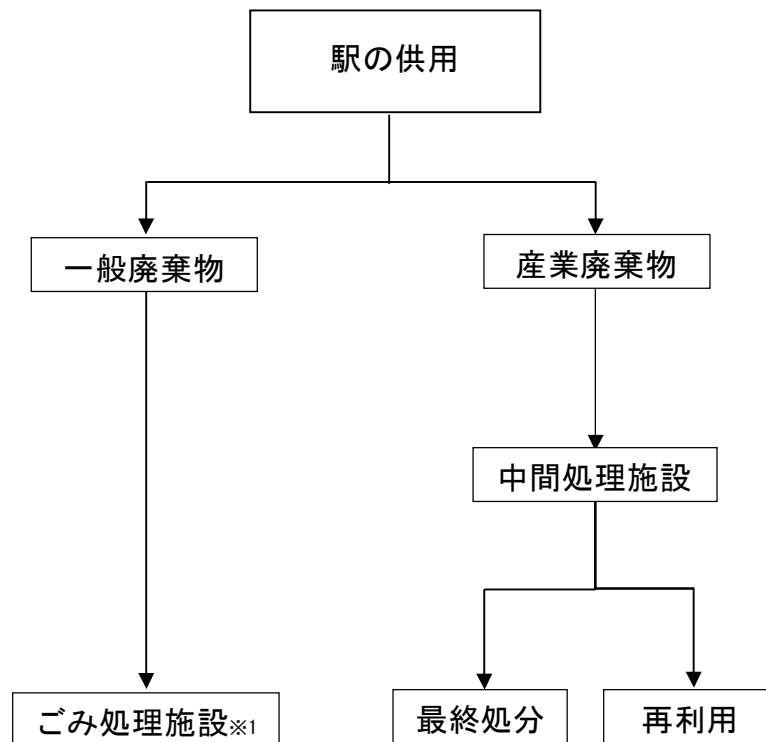 駅の供用
一般廃棄物
産業廃棄物
中間処理施設
ごみ処理施設※1
最終処分
再利用